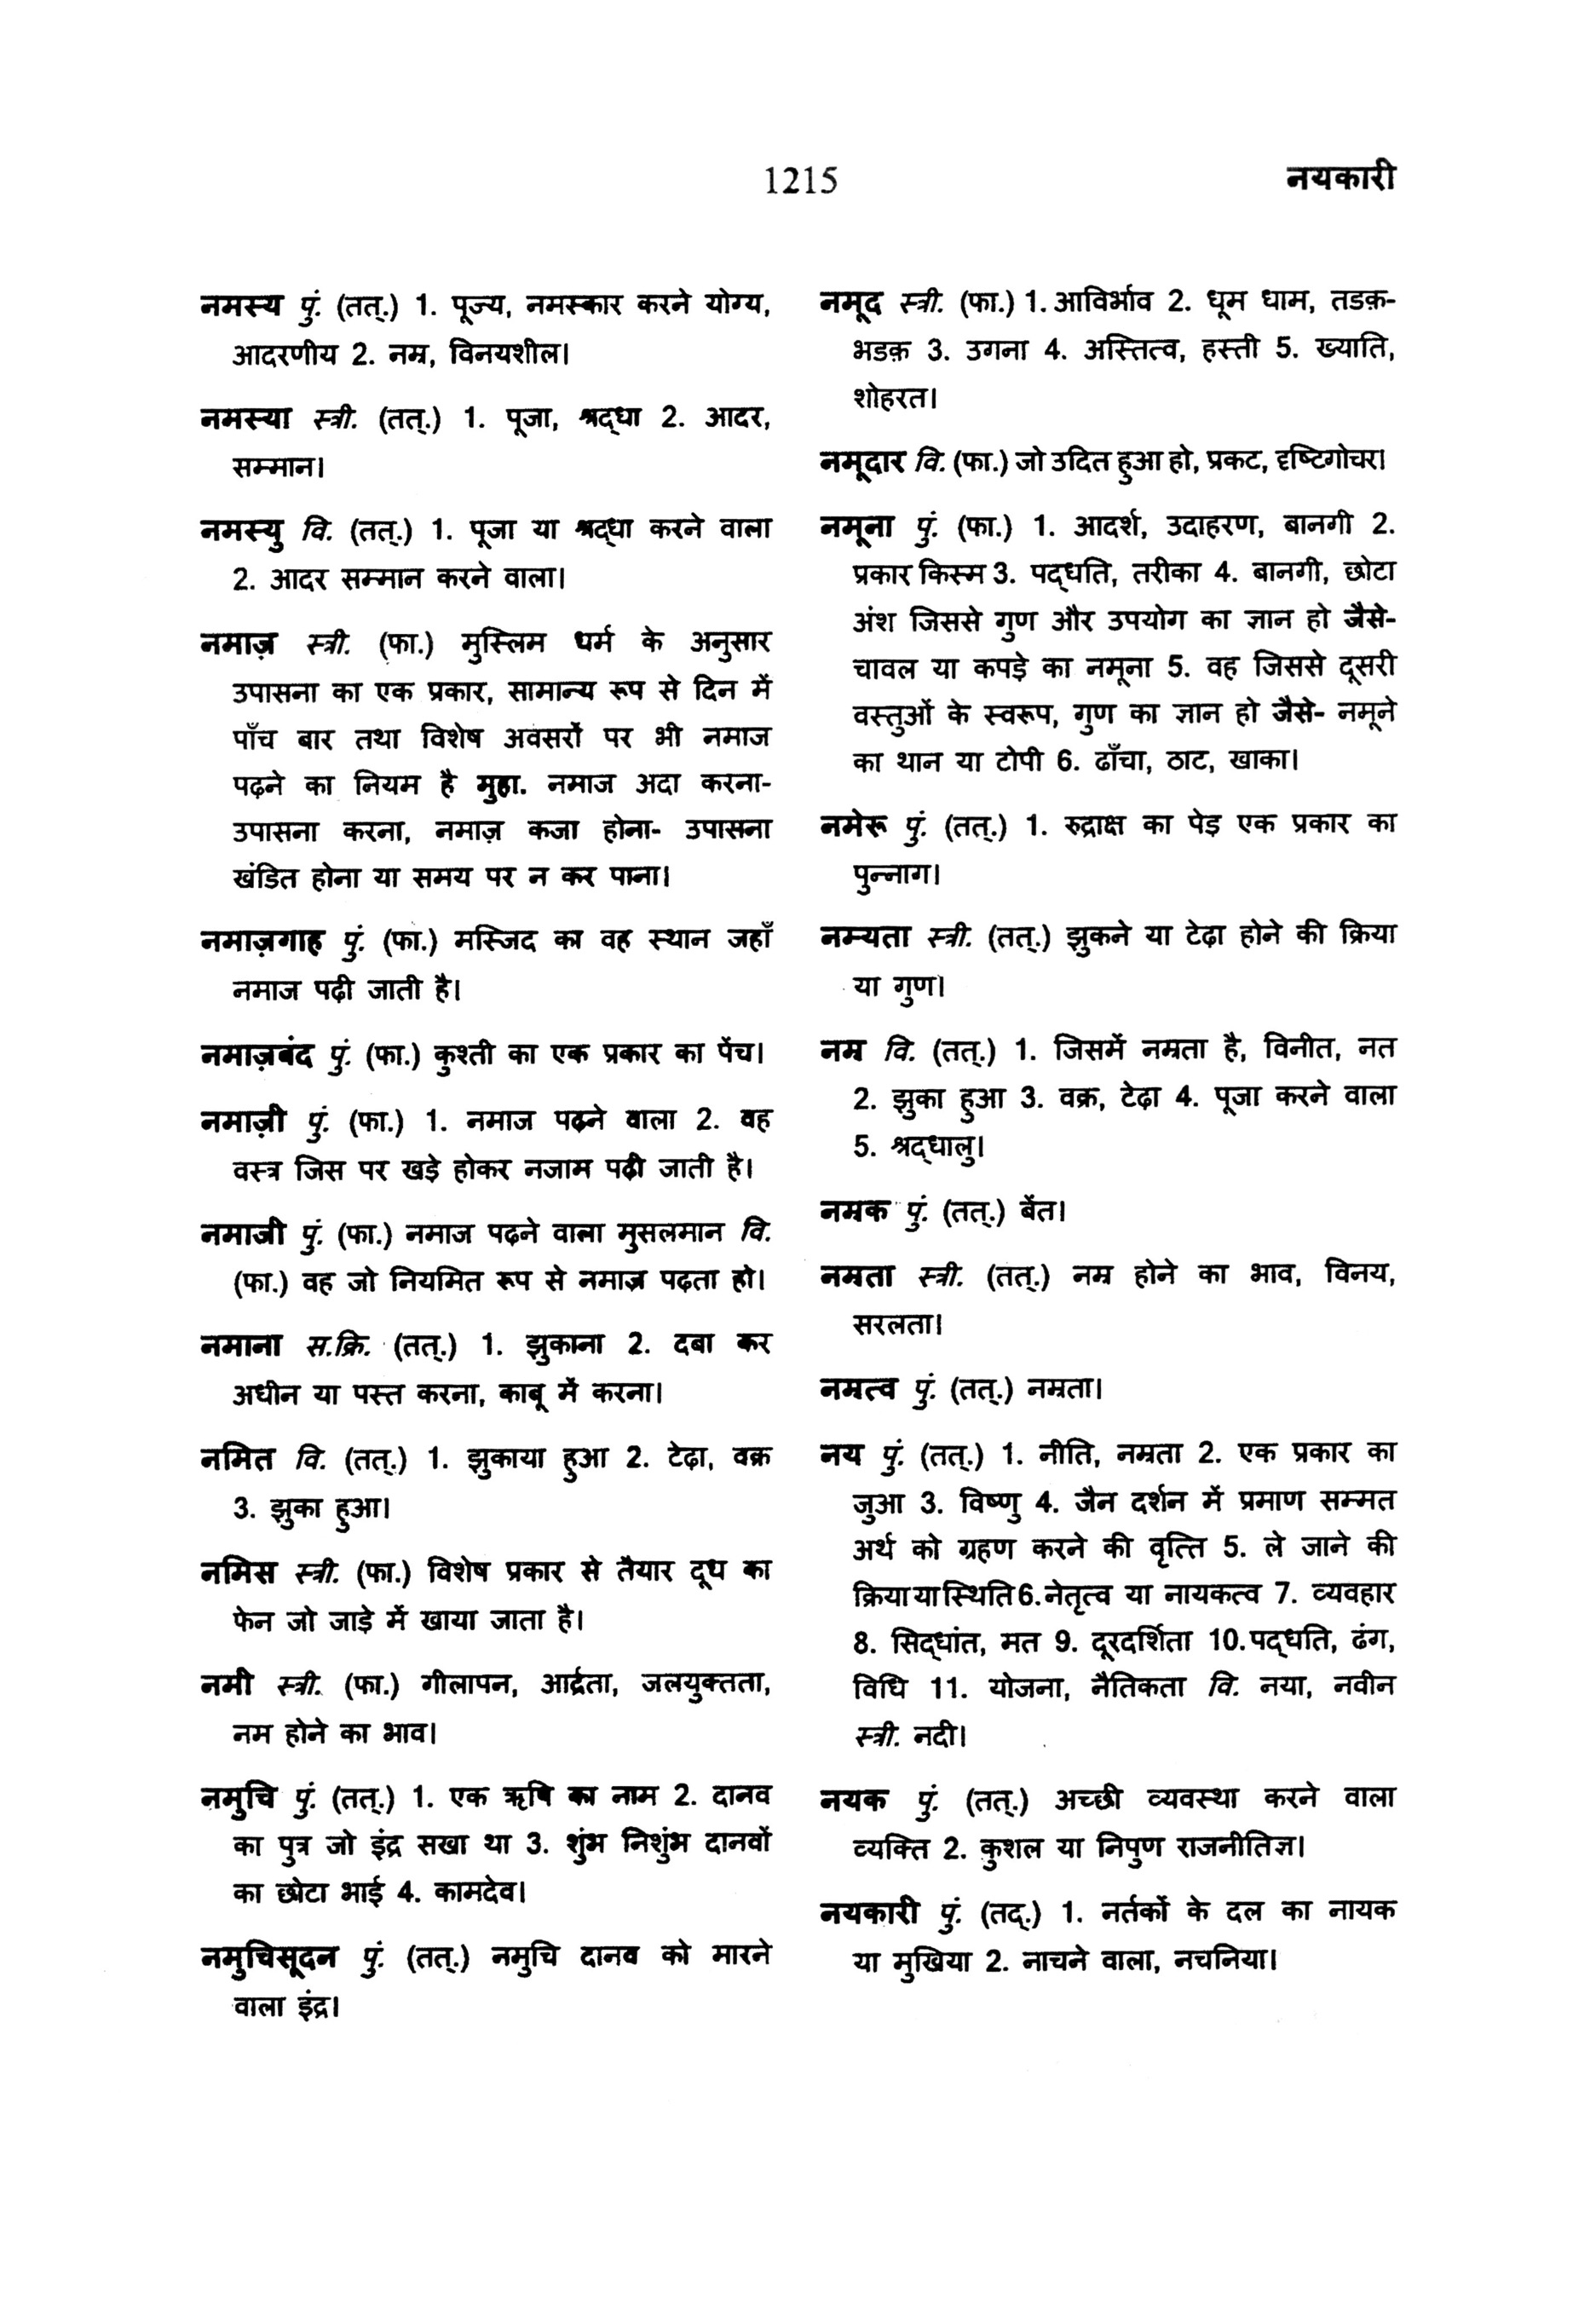 1215
नयकारी
नमस्य पुं. (तत्.) 1. पूज्य, नमस्कार करने योग्य,
आदरणीय 2. नम्र, विनयशील।
नमस्या स्त्री. (तत्.) 1. पूजा, श्रद्धा 2. आदर,
सम्मान।
नमस्यु वि. (तत्.) 1. पूजा या श्रद्धा करने वाला
2. आदर सम्मान करने वाला।
नमाज़ स्त्री. (फा.) मुस्लिम धर्म के अनुसार
उपासना का एक प्रकार, सामान्य रूप से दिन में
पाँच बार तथा विशेष अवसरों पर भी नमाज
पढ़ने का नियम है मुहा. नमाज अदा करना-
उपासना करना, नमाज़ कजा होना- उपासना
खंडित होना या समय पर न कर पाना।
नमाज़गाह पुं. (फा.) मस्जिद का वह स्थान जहाँ
नमाज पढ़ी जाती है।
नमाज़बंद पुं. (फा.) कुश्ती का एक प्रकार का पेंच।
नमाज़ी पुं. (फा.) 1. नमाज पढ़ने वाला 2. वह
वस्त्र जिस पर खड़े होकर नजाम पढ़ी जाती है।
नमाजी पुं. (फा.) नमाज पढ़ने वाला मुसलमान वि.
(फा.) वह जो नियमित रूप से नमाज़ पढ़ता हो।
नमाना स.क्रि. (तत्.) 1. झुकाना 2. दबा कर
अधीन या पस्त करना, काबू में करना।
नमित वि. (तत्.) 1. झुकाया हुआ 2. टेढ़ा, वक्र
3. झुका हुआ।
नमिस स्त्री. (फा.) विशेष प्रकार से तैयार दूध का
फेन जो जाड़े में खाया जाता है।
नमी स्त्री. (फा.) गीलापन, आर्द्रता, जलयुक्तता,
नम होने का भाव।
नमुचि पुं. (तत्.) 1. एक ऋषि का नाम 2. दानव
का पुत्र जो इंद्र सखा था 3. शुंभ निशुंभ दानवों
का छोटा भाई 4. कामदेव।
नमुचिसूदन पुं. (तत्.) नमुचि दानव को मारने
वाला इंद्र।
नमूद स्त्री. (फा.) 1. आविर्भाव 2. धूम धाम, तडक़-
भडक़ 3. उगना 4. अस्तित्व, हस्ती 5. ख्याति,
शोहरत।
नमूदार वि. (फा.) जो उदित हुआ हो, प्रकट, दृष्टिगोचर।
नमूना पुं. (फा.) 1. आदर्श, उदाहरण, बानगी 2.
प्रकार किस्म 3. पद्धति, तरीका 4. बानगी, छोटा
अंश जिससे गुण और उपयोग का ज्ञान हो जैसे-
चावल या कपड़े का नमूना 5. वह जिससे दूसरी
वस्तुओं के स्वरूप, गुण का ज्ञान हो जैसे- नमूने
का थान या टोपी 6. ढाँचा, ठाट, खाका।
नमेरू पुं. (तत्.) 1. रुद्राक्ष का पेड़ एक प्रकार का
पुन्नाग।
नम्यता स्त्री. (तत्.) झुकने या टेढ़ा होने की क्रिया
या गुण।
नम्र वि. (तत्.) 1. जिसमें नम्रता है, विनीत, नत
2. झुका हुआ 3. वक्र, टेढ़ा 4. पूजा करने वाला
5. श्रद्धालु।
नम्रक पुं. (तत्.) बेंत।
नम्रता स्त्री. (तत्.) नम्र होने का भाव, विनय,
सरलता।
नम्रत्व पुं. (तत्.) नम्रता।
नय पुं. (तत्.) 1. नीति, नम्रता 2. एक प्रकार का
जुआ 3. विष्णु 4. जैन दर्शन में प्रमाण सम्मत
अर्थ को ग्रहण करने की वृत्ति 5. ले जाने की
क्रिया या स्थिति 6. नेतृत्व या नायकत्व 7. व्यवहार
8. सिद्धांत, मत 9. दूरदर्शिता 10. पद्धति, ढंग,
विधि 11. योजना, नैतिकता वि. नया, नवीन
स्त्री. नदी।
नयक पुं. (तत्.) अच्छी व्यवस्था करने वाला
व्यक्ति 2. कुशल या निपुण राजनीतिज्ञ।
नयकारी पुं. (तद्.) 1. नर्तकों के दल का नायक
या मुखिया 2. नाचने वाला, नचनिया।